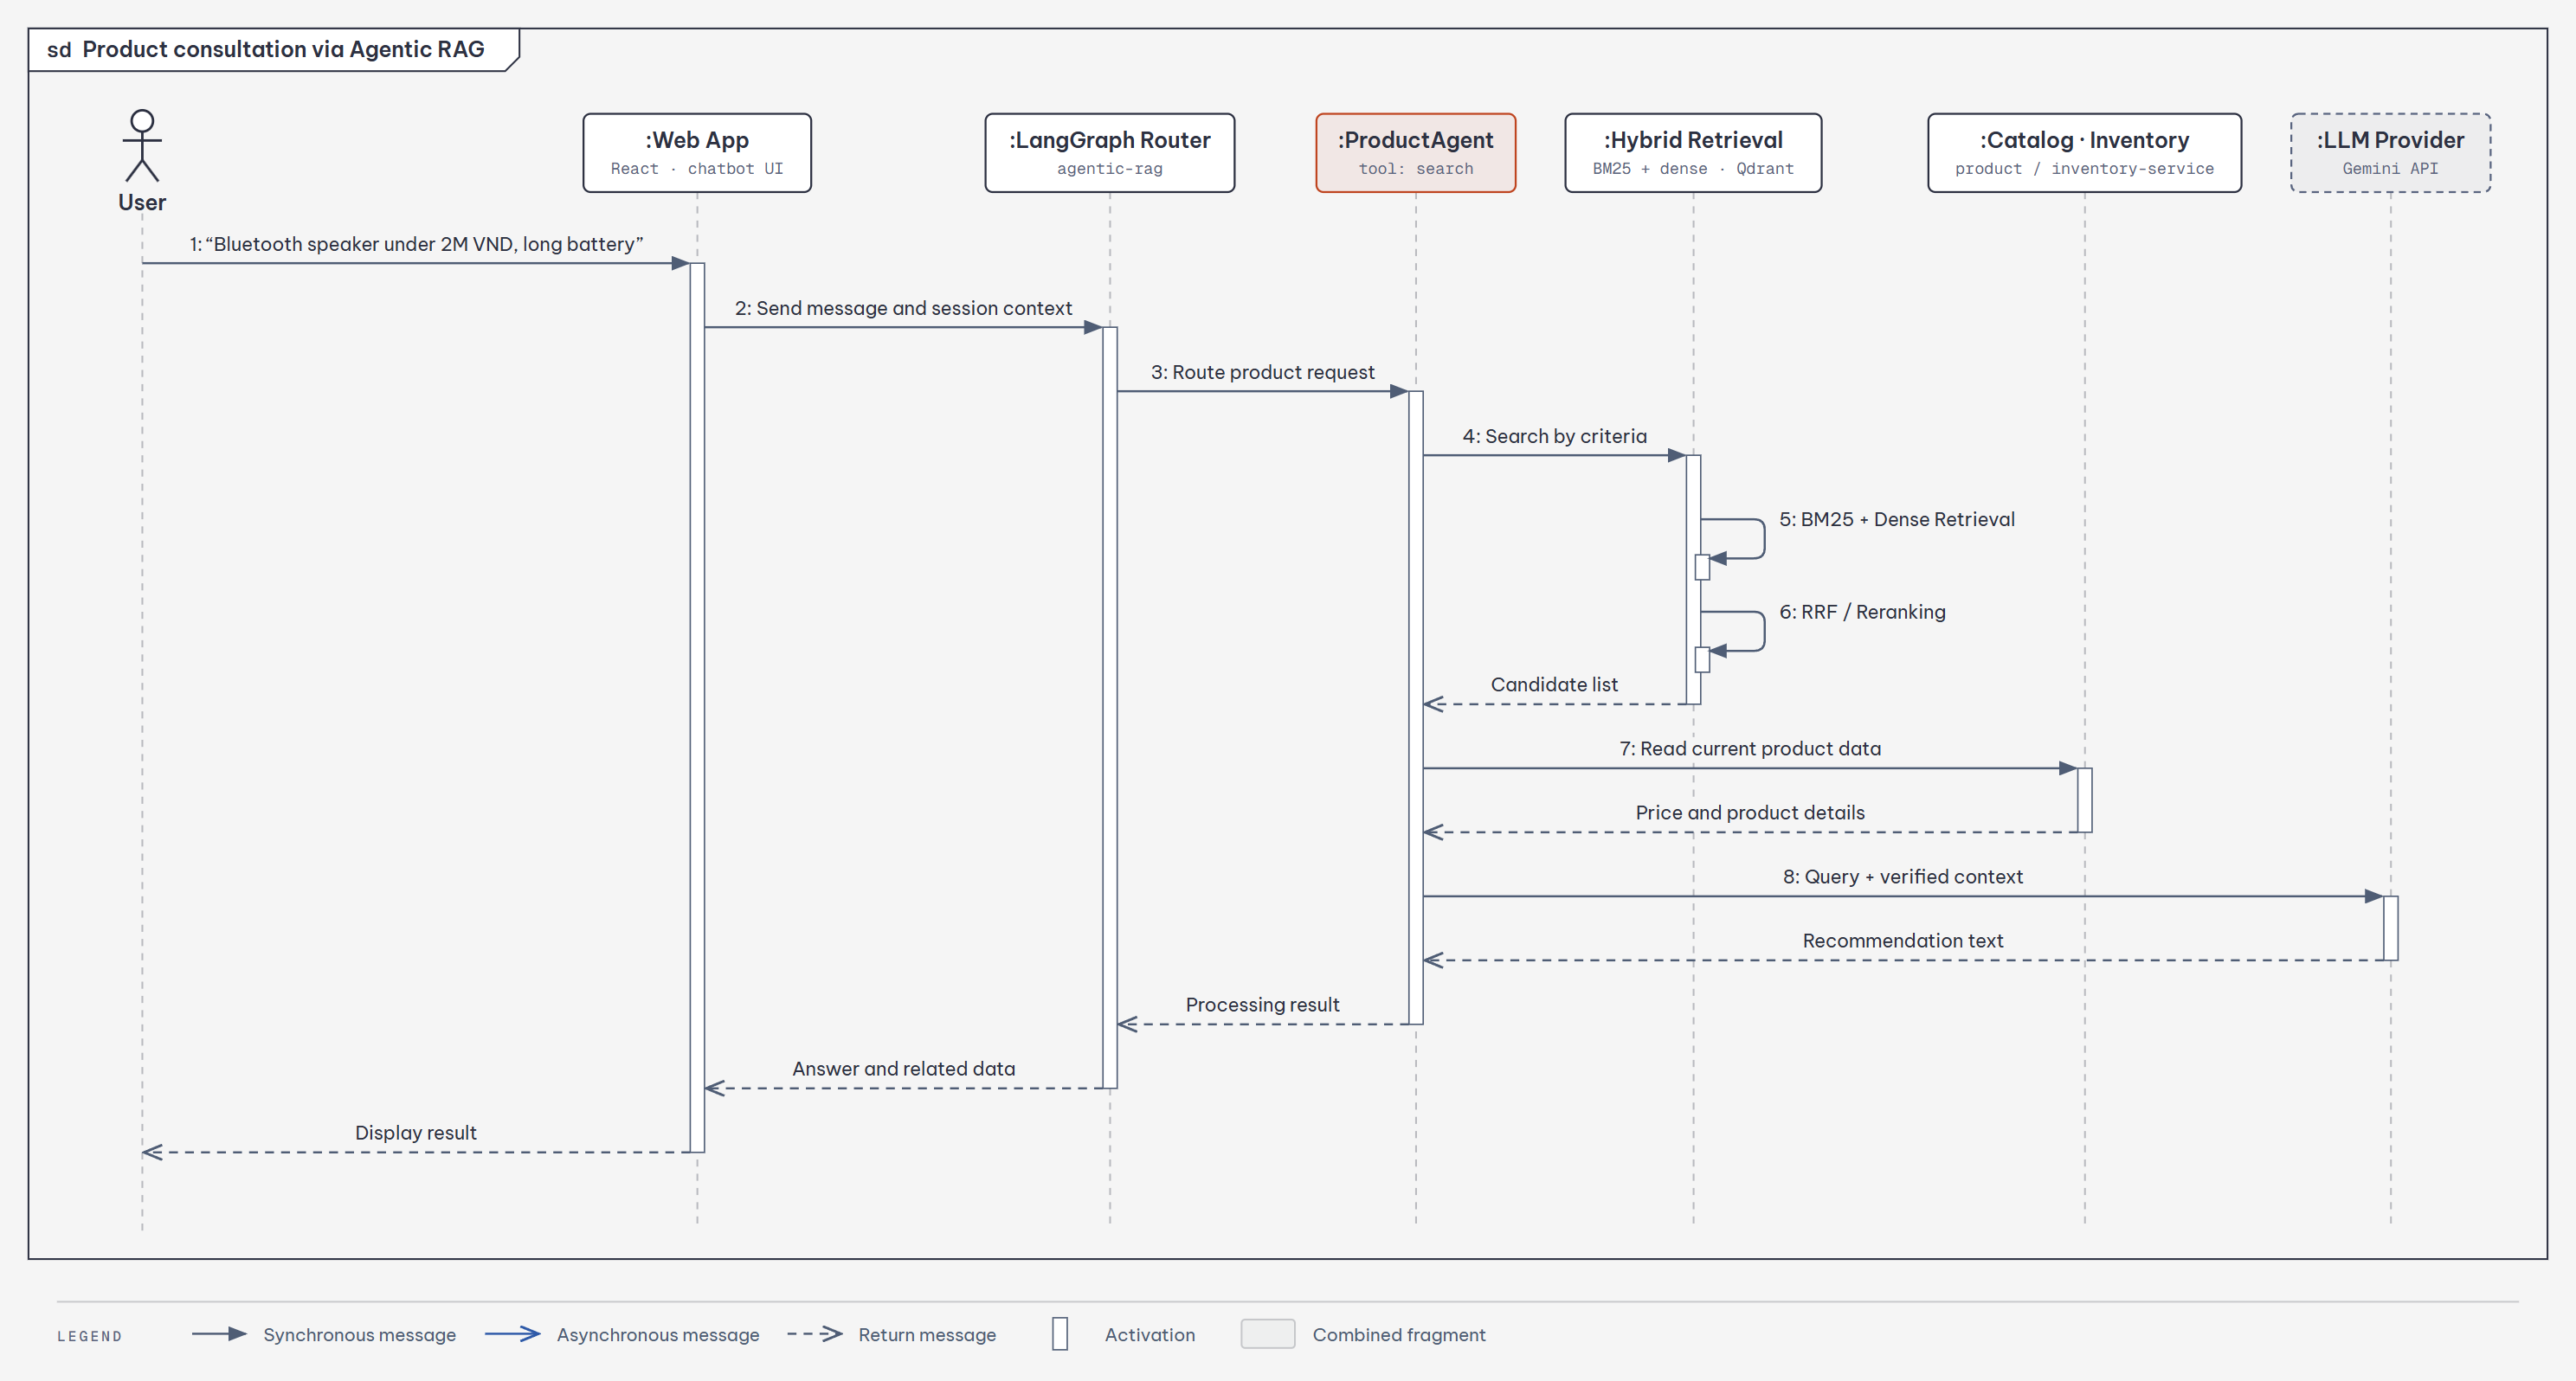 sd Product consultation via Agentic RAG
User
:Web App
React · chatbot UI
:LangGraph Router
agentic-rag
:ProductAgent
tool: search
:Hybrid Retrieval
BM25 + dense · Qdrant
:Catalog · Inventory
product / inventory-service
:LLM Provider
Gemini API
1: “Bluetooth speaker under 2M VND, long battery”
2: Send message and session context
3: Route product request
4: Search by criteria
5: BM25 + Dense Retrieval
6: RRF / Reranking
Candidate list
7: Read current product data
Price and product details
8: Query + verified context
Recommendation text
Processing result
Answer and related data
Display result
LEGEND
Synchronous message
Asynchronous message
Return message
Activation
Combined fragment